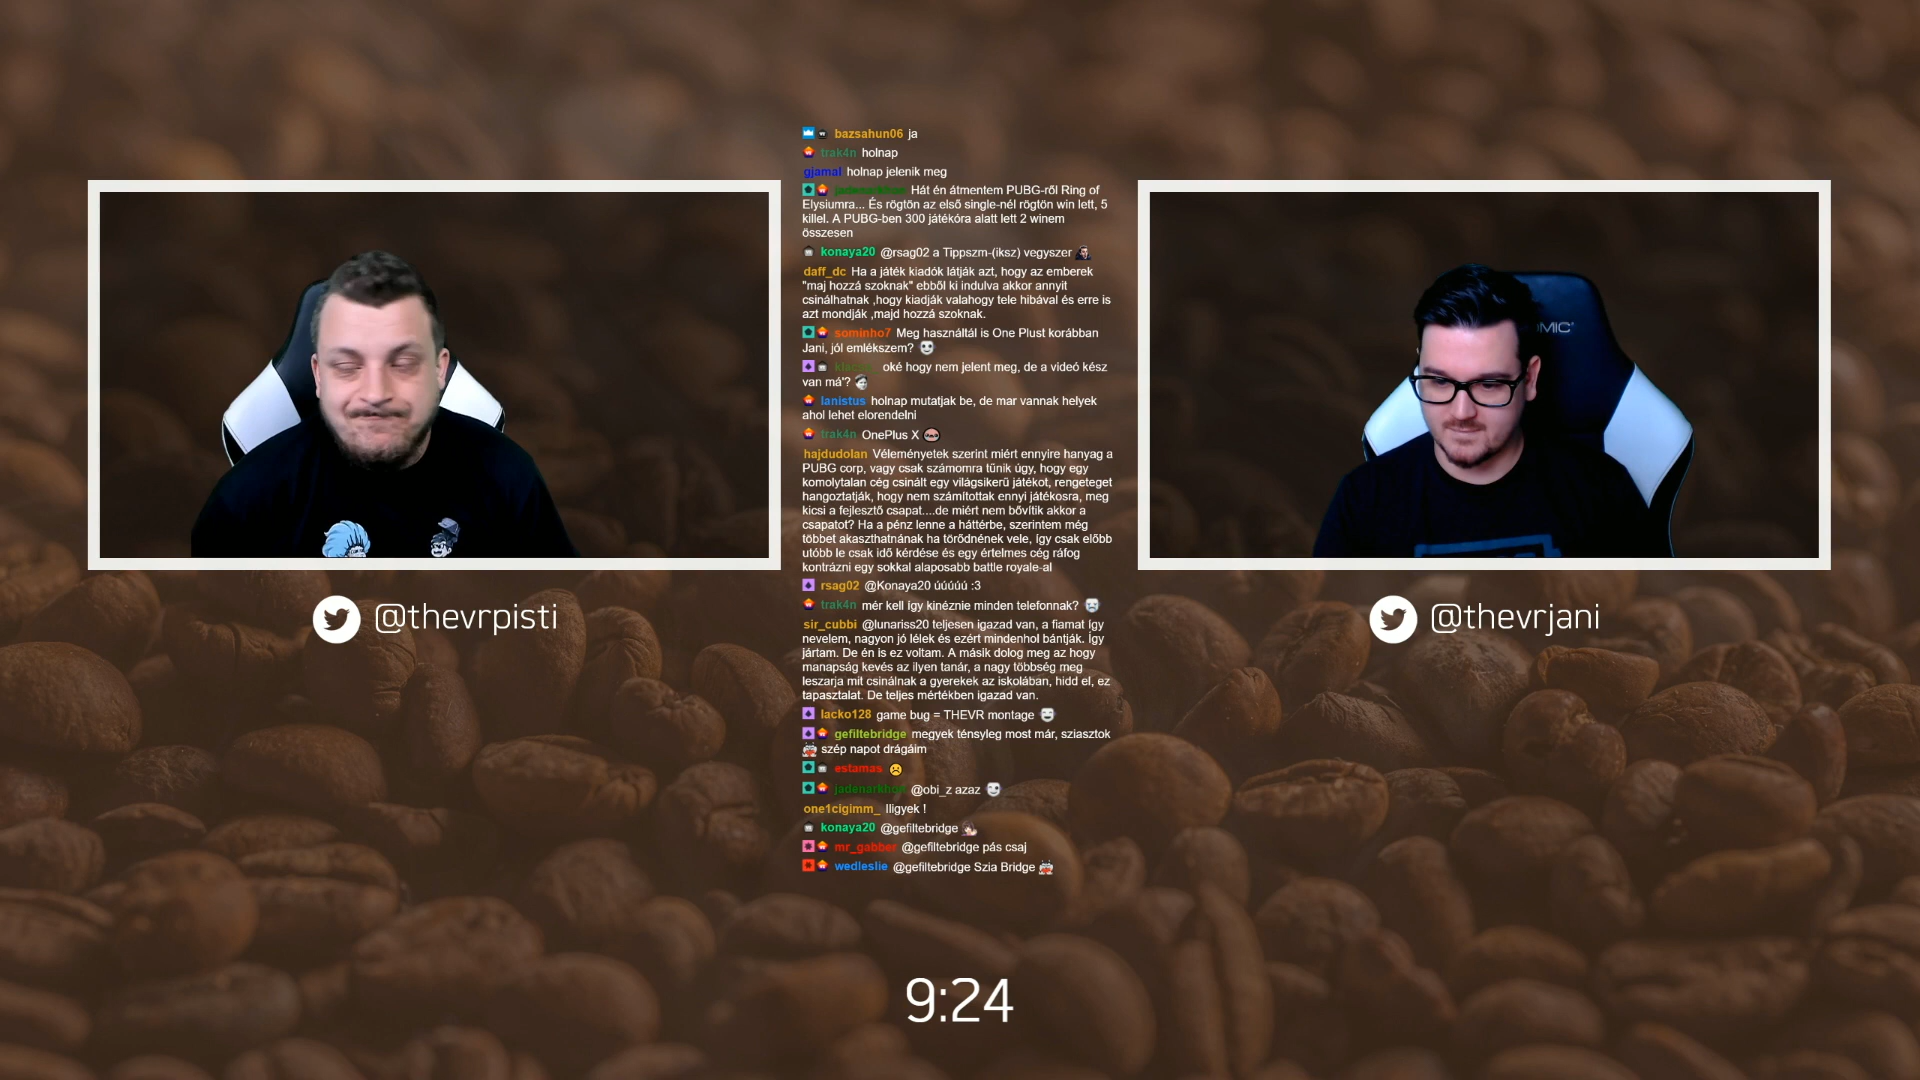 bazsahun06 ja
trak4n holnap
gjamal holnap jelenik meg
Hát én átmentem PUBG-ről Ring of
Elysiumra... És rögtön az első single-nél rögtön win lett, 5
killel. A PUBG-ben 300 játékóra alatt lett 2 winem
összesen
konaya20 @rsag02 a Tippszm-(iksz) vegyszer
daff_dc Ha a játék kiadók látják azt, hogy az emberek
"maj hozzá szoknak" ebből ki indulva akkor annyit
csinálhatnak ,hogy kiadják valahogy tele hibával és erre is
azt mondják ,majd hozzá szoknak.
sominho7 Meg használtál is One Plust korábban
Jani, jól emlékszem?
oké hogy nem jelent meg, de a videó kész
van má'?
lanistus holnap mutatjak be, de mar vannak helyek
ahol lehet elorendelni
trak4n OnePlus X
hajdudolan Véleményetek szerint miért ennyire hanyag a
PUBG corp, vagy csak számomra tűnik úgy, hogy egy
komolytalan cég csinált egy világsikerű játékot, rengeteget
hangoztatják, hogy nem számítottak ennyi játékosra, meg
kicsi a fejlesztő csapat....de miért nem bővítik akkor a
csapatot? Ha a pénz lenne a háttérbe, szerintem még
többet akaszthatnának ha törődnének vele, így csak előbb
utóbb le csak idő kérdése és egy értelmes cég ráfog
kontrázni egy sokkal alaposabb battle royale-al
rsag02 @Konaya20 úúúúú :3
trak4n mér kell így kinéznie minden telefonnak?
sir_cubbi @lunariss20 teljesen igazad van, a fiamat így
nevelem, nagyon jó lélek és ezért mindenhol bántják. Így
jártam. De én is ez voltam. A másik dolog meg az hogy
manapság kevés az ilyen tanár, a nagy többség meg
leszarja mit csinálnak a gyerekek az iskolában, hidd el, ez
tapasztalat. De teljes mértékben igazad van.
lacko128 game bug = THEVR montage
gefiltebridge megyek ténsyleg most már, sziasztok
szép napot drágáim
estamas
@obi_z azaz
one1cigimm_ Iligyek !
konaya20 @gefiltebridge
mr_gabber @gefiltebridge pás csaj
wedleslie @gefiltebridge Szia Bridge
@thevrpisti
OMIC
@thevrjani
9:24